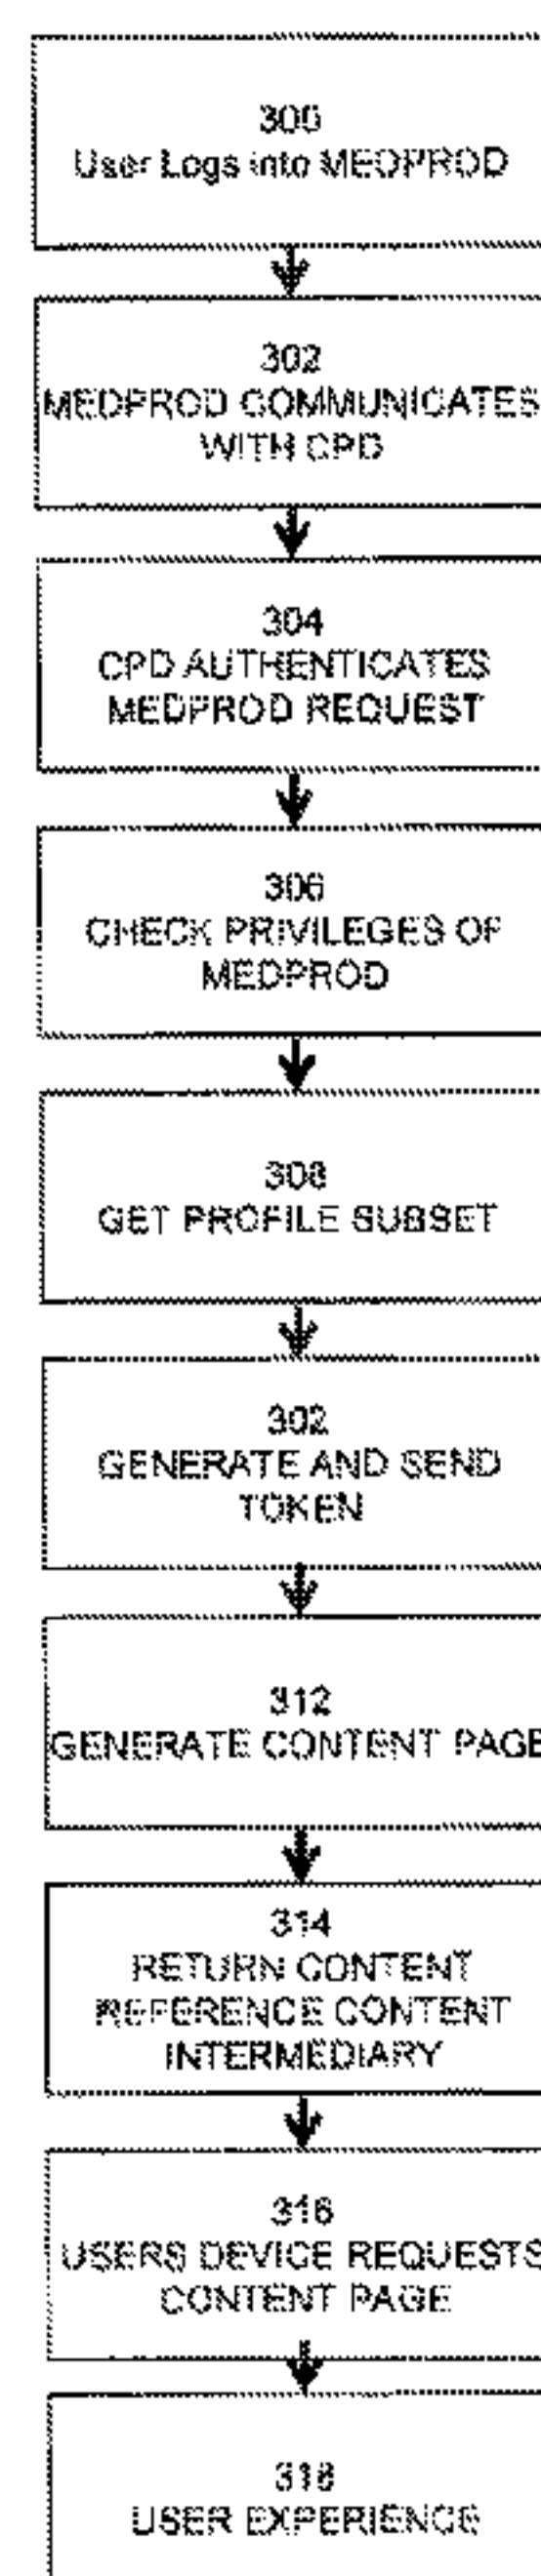 300
User Logs into MEDPROD
302
MEDPROD COMMUNICATES
WITH CPD
304
CPD AUTHENTICATES
MEDPROD REQUEST
306
CHECK PRIVILEGES OF
MEDPROD
308
GET PROFILE SUBSET
302
GENERATE AND SEND
TOKEN
312
GENERATE CONTENT PAGE
314
RETURN CONTENT
REFERENCE CONTENT
INTERMEDIARY
316
USERS DEVICE REQUESTS
CONTENT PAGE
318
USER EXPERIENCE